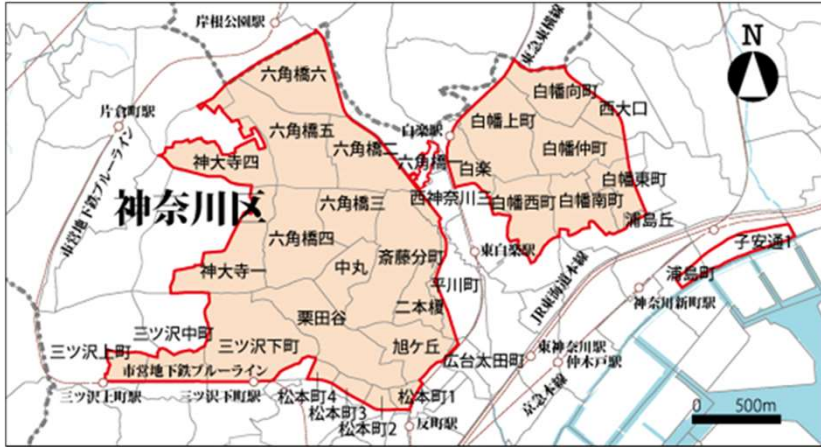 岸根公園駅
東急東横線
N
六角橋六
片倉町駅
白幡向町
西大口
白楽駅
白幡上町
六角橋五
六角橋二
六角橋一
白楽
白幡仲町
神大寺四
白幡東町
市営地下鉄ブルーライン
神奈川区
六角橋三
西神奈川三
白幡西町
白幡南町
浦島丘
六角橋四
斎藤分町
東白楽駅
子安通1
神大寺一
中丸
平川町
JR東海道本線
浦島町
神奈川新町駅
二本榎
栗田谷
三ツ沢中町
三ツ沢上町
三ツ沢下町
旭ケ丘
広台太田町
東神奈川駅
仲木戸駅
市営地下鉄ブルーライン
京急本線
三ツ沢上町駅
三ツ沢下町駅
松本町4
松本町3
松本町2
松本町1
反町駅
0 500m